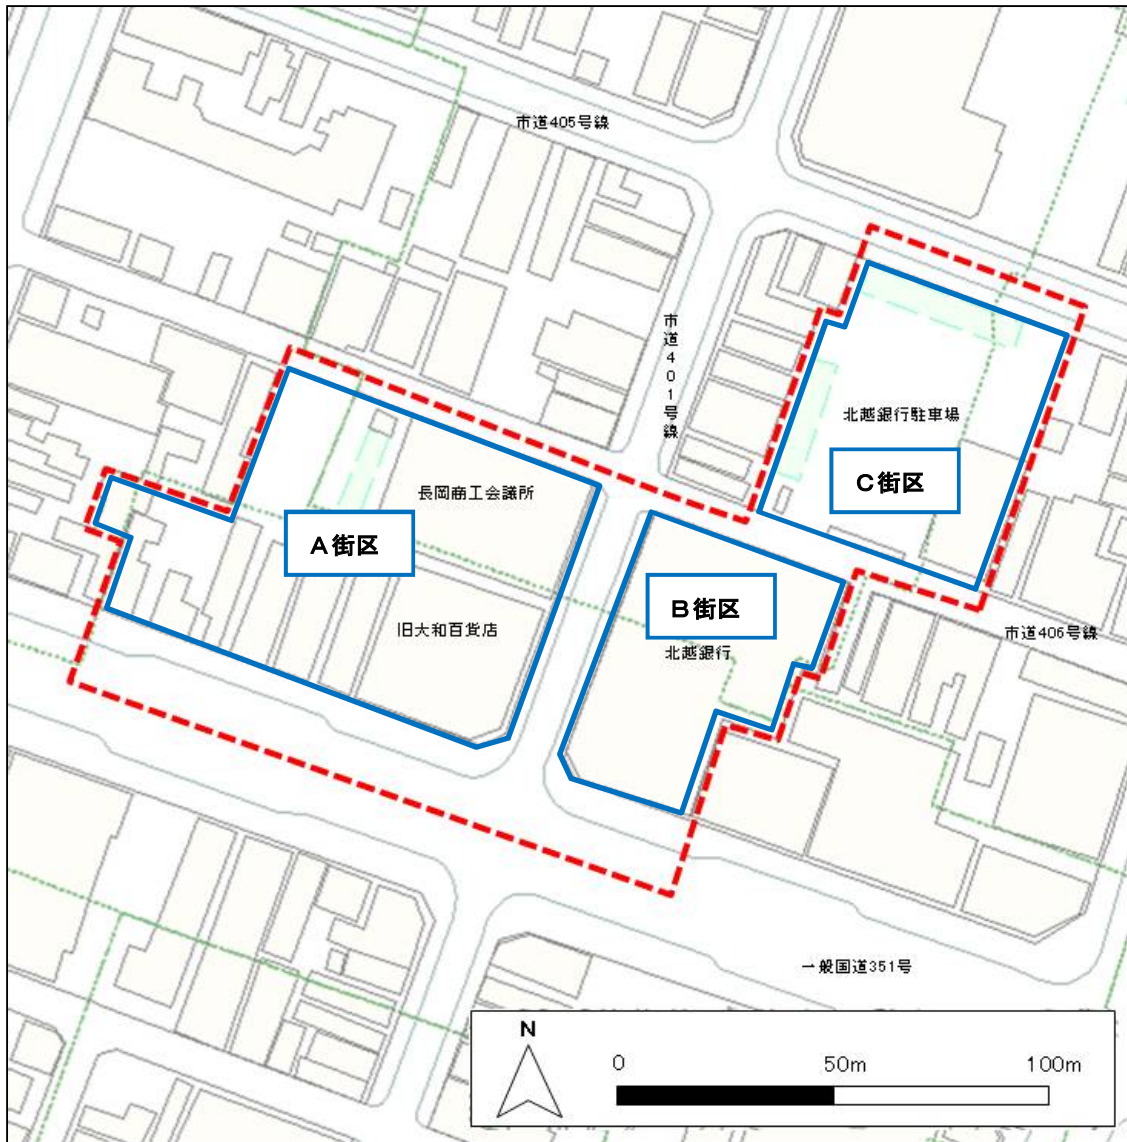 市道405号線
市道401号線
北越銀行駐車場
C街区
長岡商工会議所
A街区
B街区
旧大和百貨店
市道406号線
北越銀行
一般国道351号
N
0 50m 100m